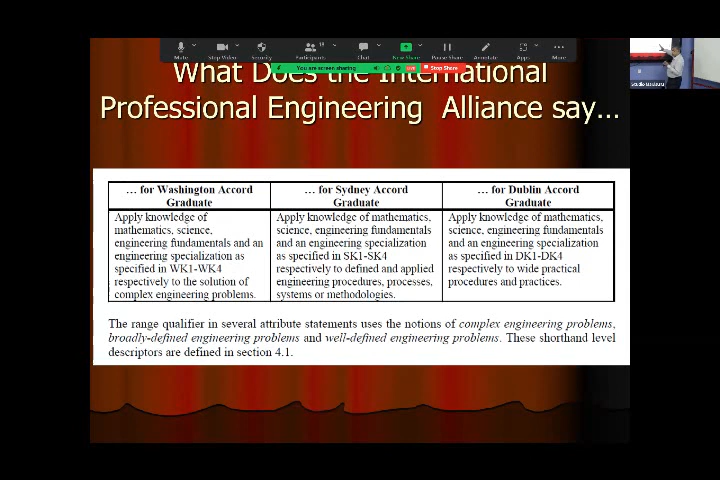 Mute
Stop Video
Security
Participants
18
Chat
New Share
Pause Share
Annotate
Apps
More
You are screen sharing
Stop Share
What Does the International
Professional Engineering Alliance say...
… for Washington Accord
Graduate
… for Sydney Accord
Graduate
… for Dublin Accord
Graduate
Apply knowledge of
mathematics, science,
engineering fundamentals and an
engineering specialization as
specified in WK1-WK4
respectively to the solution of
complex engineering problems.
Apply knowledge of mathematics,
science, engineering fundamentals
and an engineering specialization
as specified in SK1-SK4
respectively to defined and applied
engineering procedures, processes,
systems or methodologies.
Apply knowledge of mathematics,
science, engineering fundamentals
and an engineering specialization
as specified in DK1-DK4
respectively to wide practical
procedures and practices.
The range qualifier in several attribute statements uses the notions of complex engineering problems,
broadly-defined engineering problems and well-defined engineering problems. These shorthand level
descriptors are defined in section 4.1.